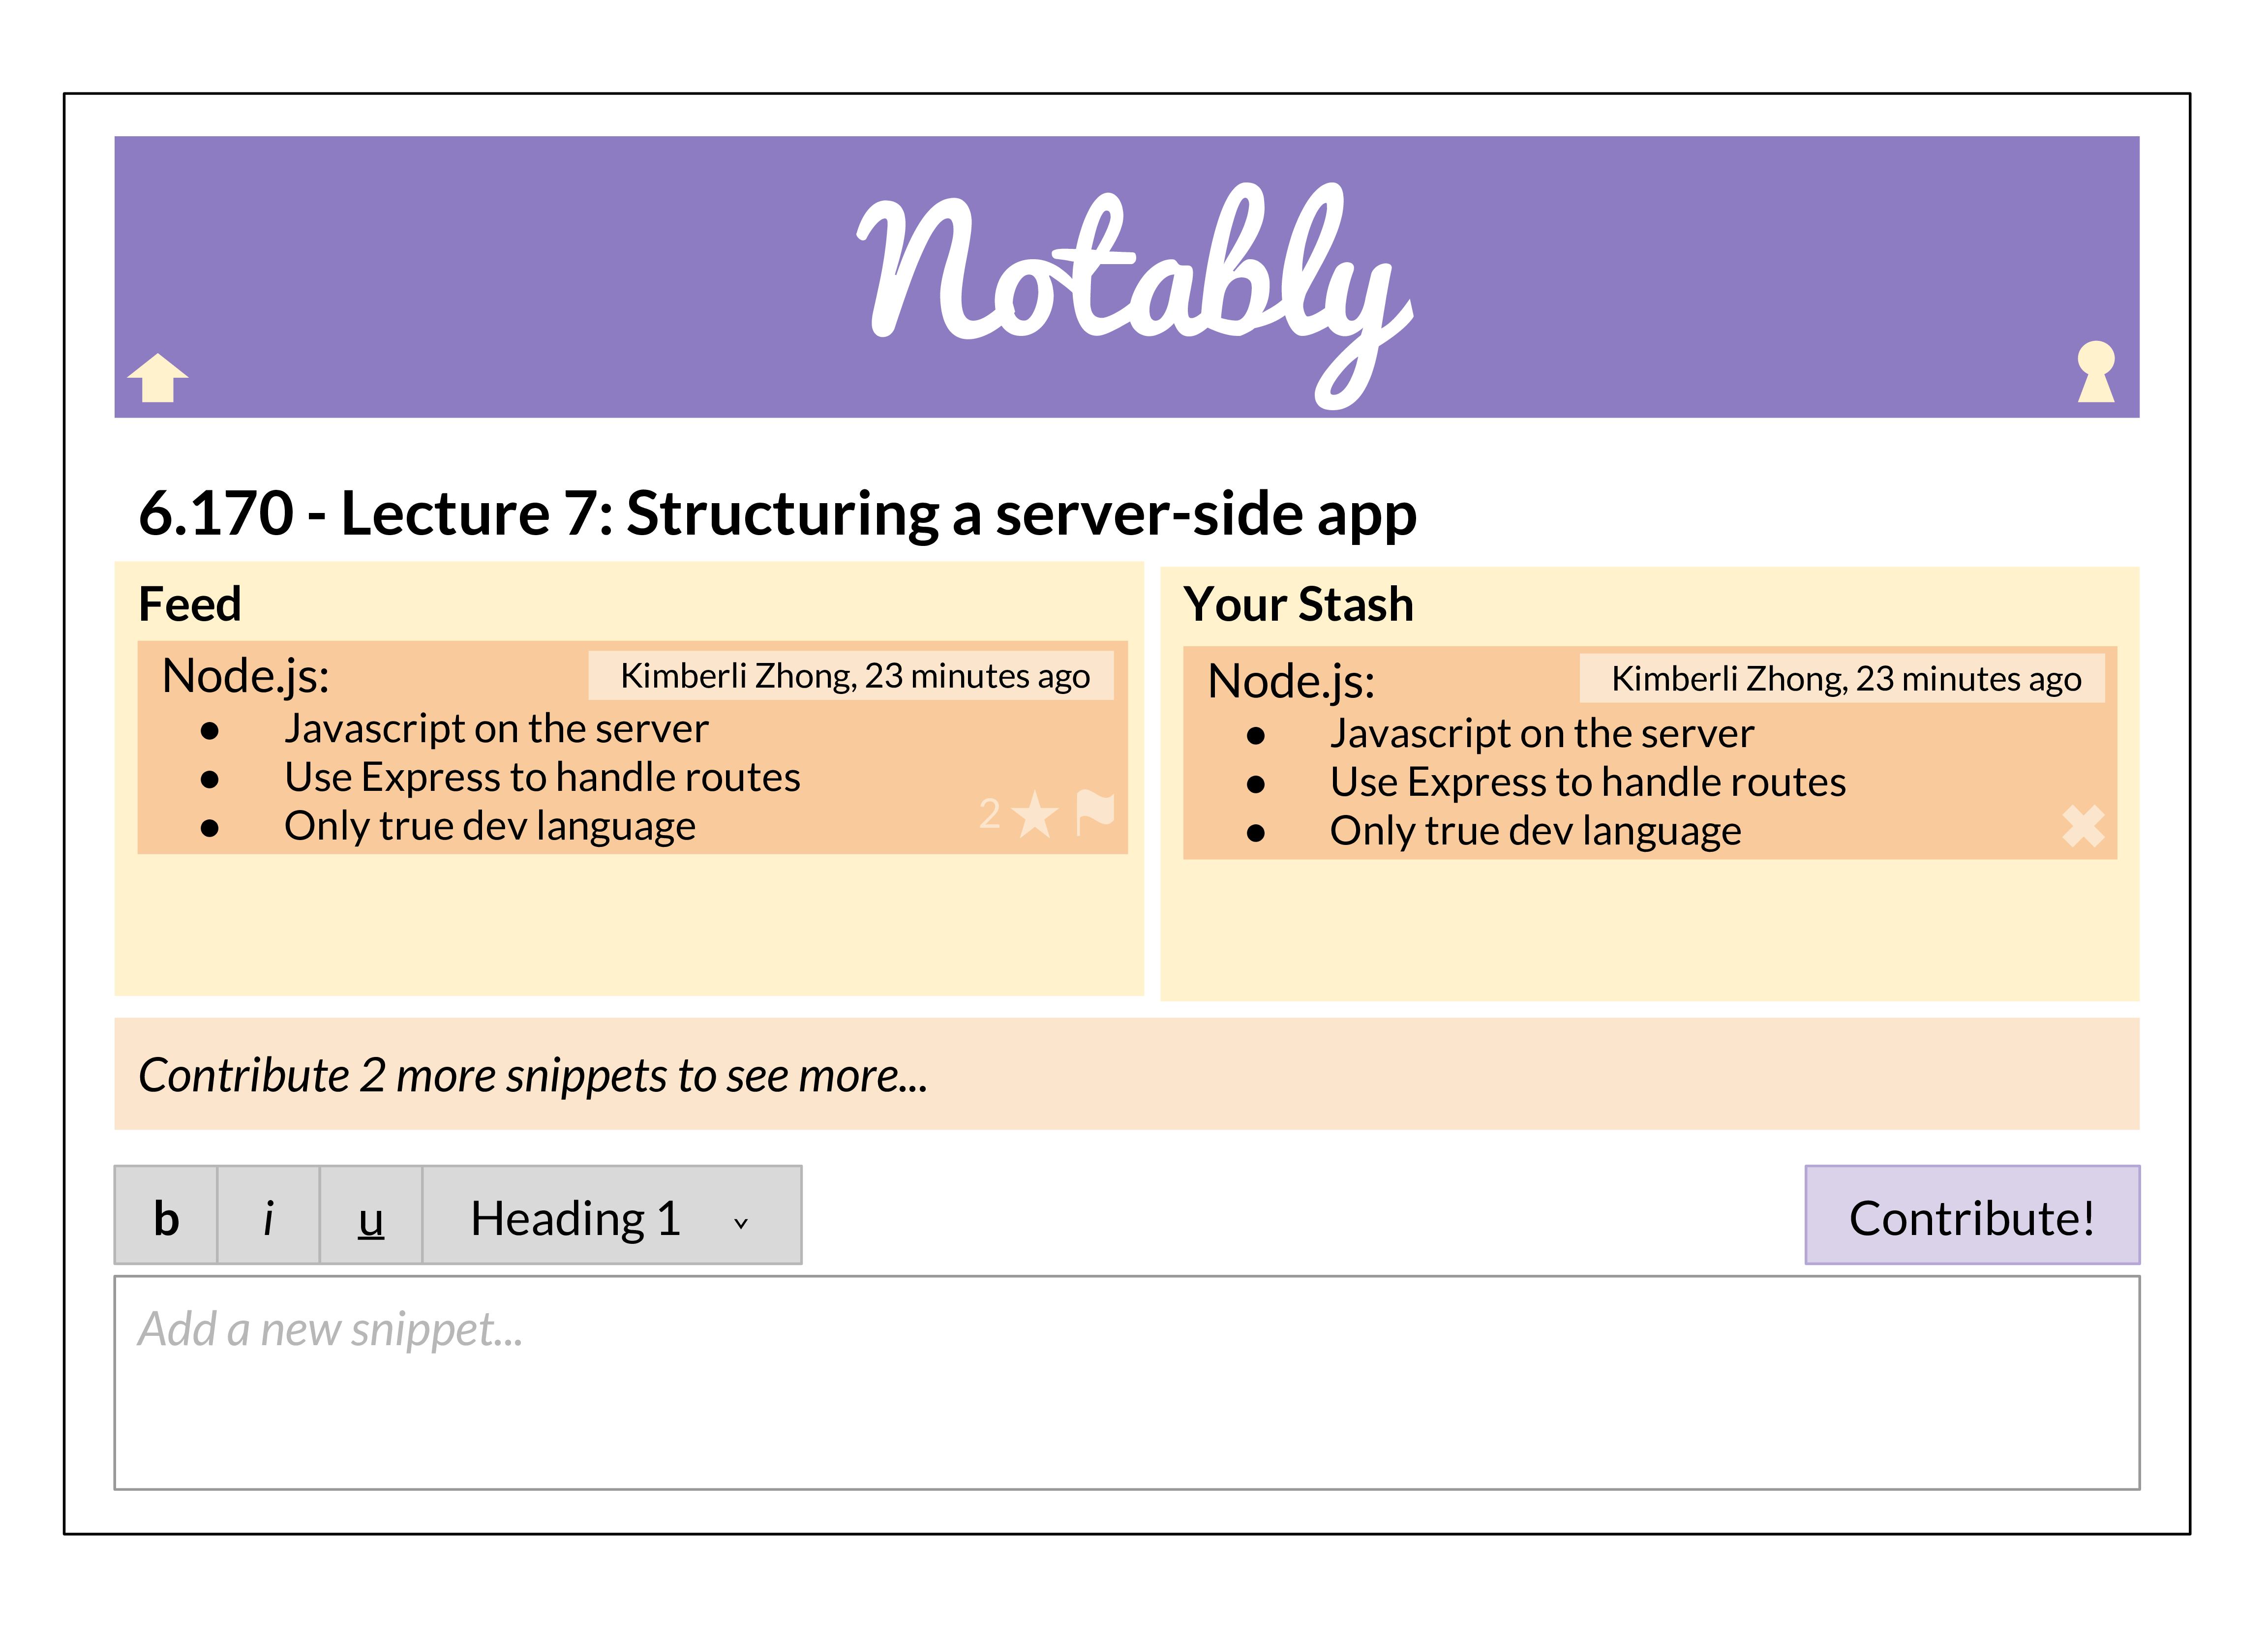 Notably
6.170 - Lecture 7: Structuring a server-side app
Feed
Node.js:
Kimberli Zhong, 23 minutes ago
● Javascript on the server
● Use Express to handle routes
● Only true dev language
2
Your Stash
Node.js:
Kimberli Zhong, 23 minutes ago
● Javascript on the server
● Use Express to handle routes
● Only true dev language
Contribute 2 more snippets to see more...
b i u Heading 1
Contribute!
Add a new snippet...